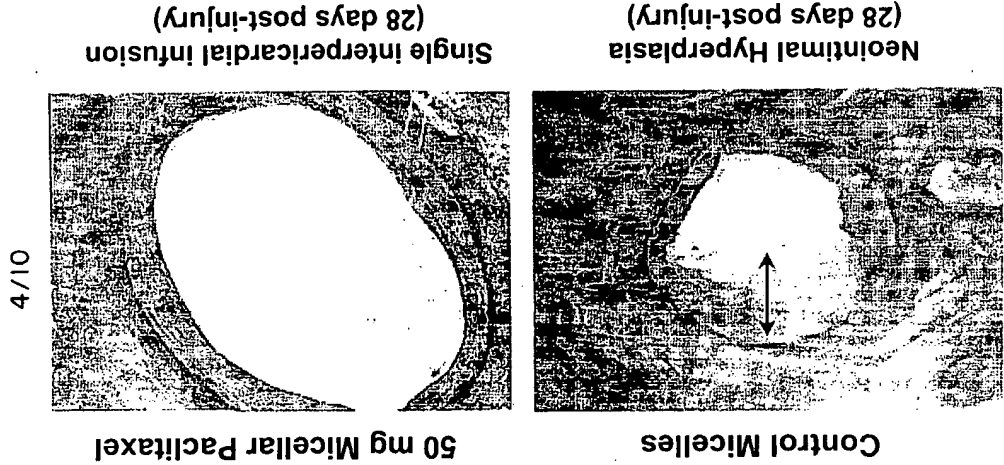 4/10
Control Micelles
50 mg Micellar Paclitaxel
Neointimal Hyperplasia
(28 days post-injury)
Single interpericardial infusion
(28 days post-injury)